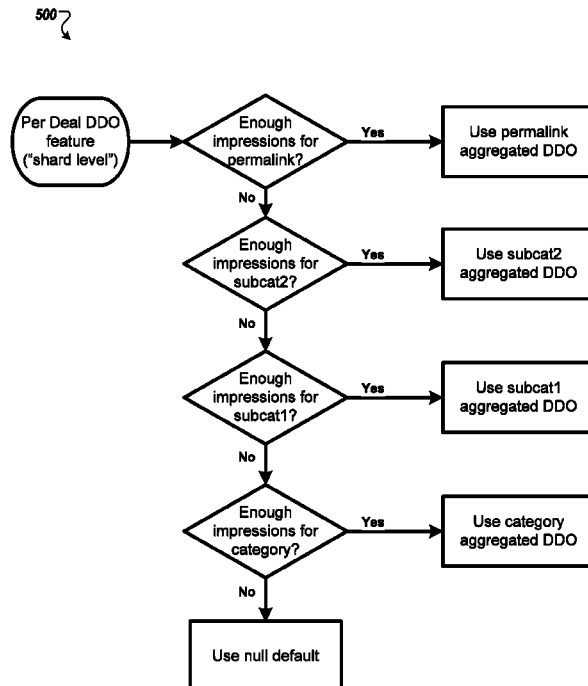 500
Per Deal DDO
feature
("shard level")
Enough
impressions for
permalink?
Yes
Use permalink
aggregated DDO
No
Enough
impressions for
subcat2?
Yes
Use subcat2
aggregated DDO
No
Enough
impressions for
subcat1?
Yes
Use subcat1
aggregated DDO
No
Enough
impressions for
category?
Yes
Use category
aggregated DDO
No
Use null default